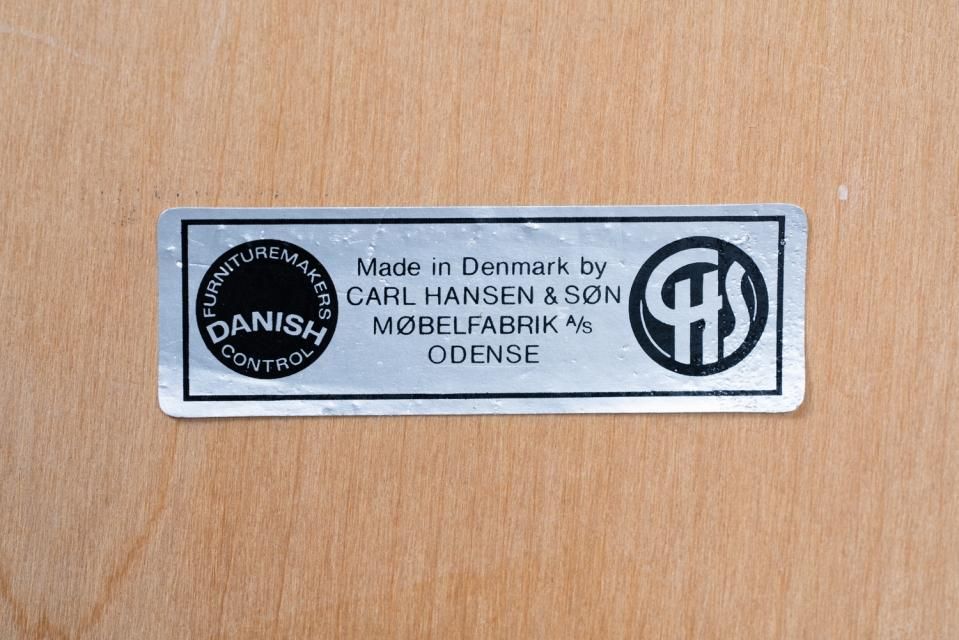 FURNITUREMAKERS
DANISH
CONTROL
Made in Denmark by
CARL HANSEN & SØN
MØBELFABRIK A/s
ODENSE
CHS